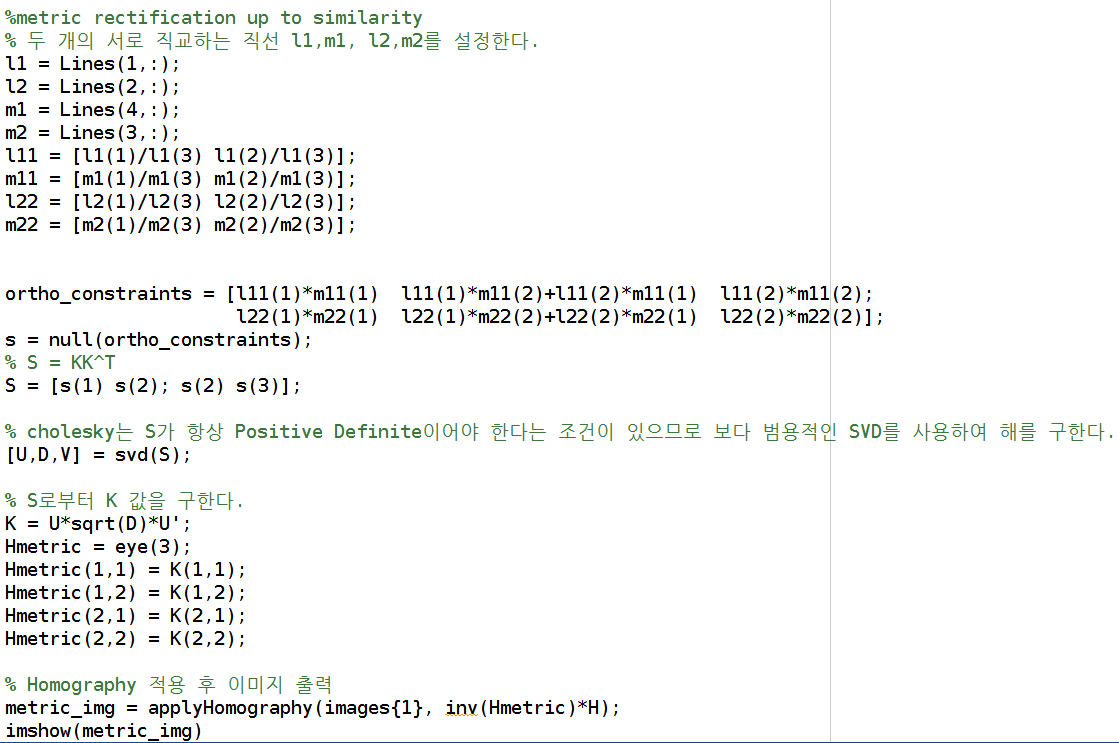 %metric rectification up to similarity
% 두 개의 서로 직교하는 직선 l1,m1, l2,m2를 설정한다.
l1 = Lines(1,:);
l2 = Lines(2,:);
m1 = Lines(4,:);
m2 = Lines(3,:);
l11 = [l1(1)/l1(3) l1(2)/l1(3)];
m11 = [m1(1)/m1(3) m1(2)/m1(3)];
l22 = [l2(1)/l2(3) l2(2)/l2(3)];
m22 = [m2(1)/m2(3) m2(2)/m2(3)];
ortho_constraints = [l11(1)*m11(1)  l11(1)*m11(2)+l11(2)*m11(1)  l11(2)*m11(2);
l22(1)*m22(1)  l22(1)*m22(2)+l22(2)*m22(1)  l22(2)*m22(2)];
s = null(ortho_constraints);
% S = KK^T
S = [s(1) s(2); s(2) s(3)];
% cholesky는 S가 항상 Positive Definite이어야 한다는 조건이 있으므로 보다 범용적인 SVD를 사용하여 해를 구한다.
[U,D,V] = svd(S);
% S로부터 K 값을 구한다.
K = U*sqrt(D)*U';
Hmetric = eye(3);
Hmetric(1,1) = K(1,1);
Hmetric(1,2) = K(1,2);
Hmetric(2,1) = K(2,1);
Hmetric(2,2) = K(2,2);
% Homography 적용 후 이미지 출력
metric_img = applyHomography(images{1}, inv(Hmetric)*H);
imshow(metric_img)